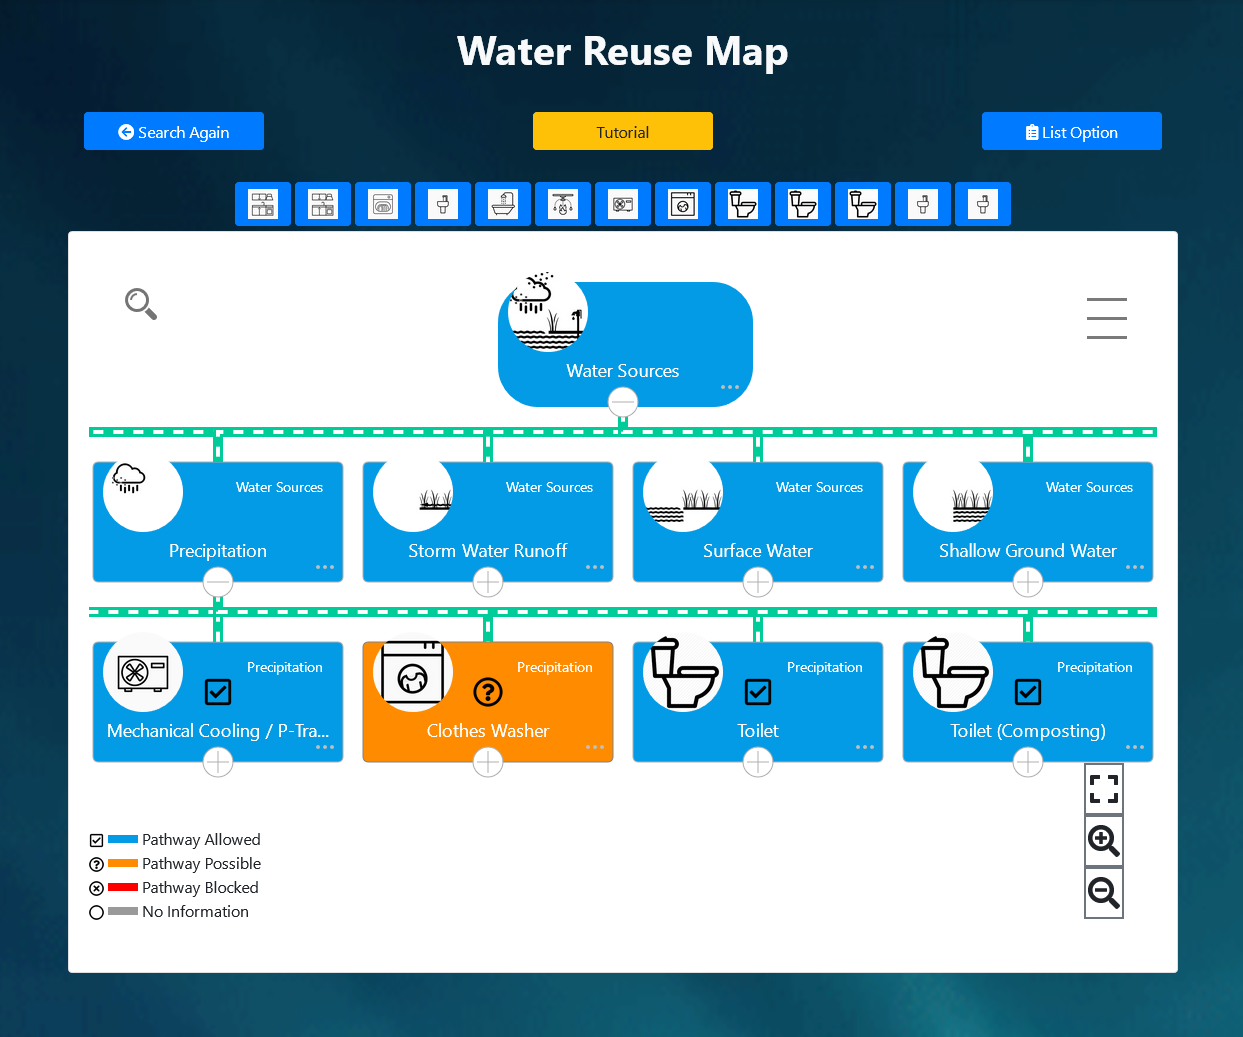 Water Reuse Map
Search Again
Tutorial
List Option
Water Sources
Water Sources
Precipitation
Water Sources
Storm Water Runoff
Water Sources
Surface Water
Water Sources
Shallow Ground Water
Precipitation
Mechanical Cooling / P-Tra...
Precipitation
Clothes Washer
Precipitation
Toilet
Precipitation
Toilet (Composting)
Pathway Allowed
Pathway Possible
Pathway Blocked
No Information